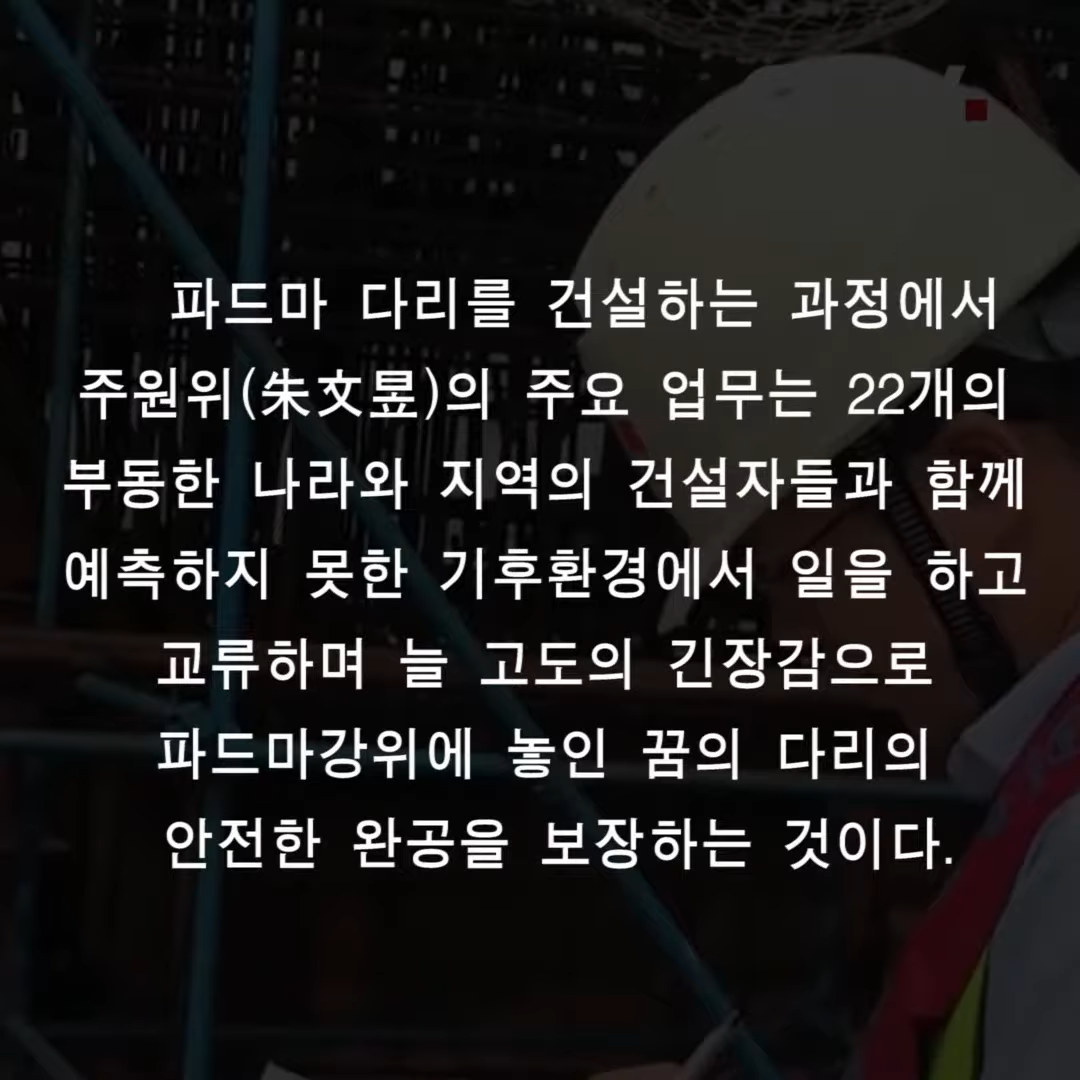 파드마 다리를 건설하는 과정에서
주원위(朱文昱)의 주요 업무는 22개의
부동한 나라와 지역의 건설자들과 함께
예측하지 못한 기후환경에서 일을 하고
교류하며 늘 고도의 긴장감으로
파드마강위에 놓인 꿈의 다리의
안전한 완공을 보장하는 것이다.